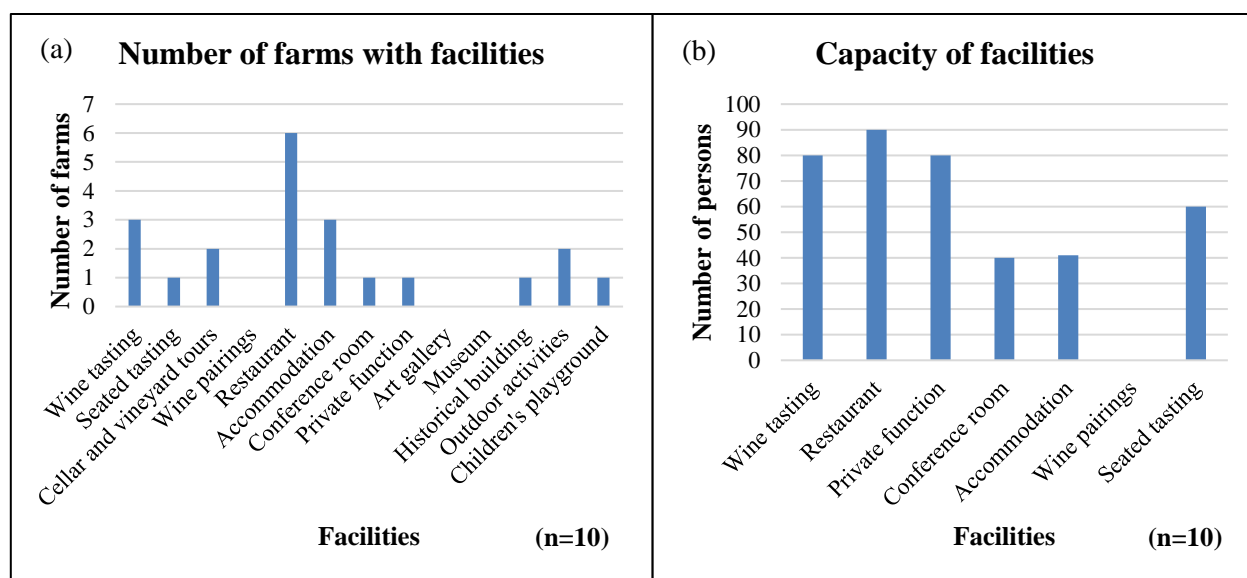 (a)
Number of farms with facilities
Number of farms
7
6
5
4
3
2
1
0
Wine tasting
Seated tasting
Cellar and vineyard tours
Wine pairings
Restaurant
Accommodation
Conference room
Private function
Art gallery
Museum
Historical building
Outdoor activities
Children's playground
Facilities
(n=10)
(b)
Capacity of facilities
Number of persons
100
90
80
70
60
50
40
30
20
10
0
Wine tasting
Restaurant
Private function
Conference room
Accommodation
Wine pairings
Seated tasting
Facilities
(n=10)